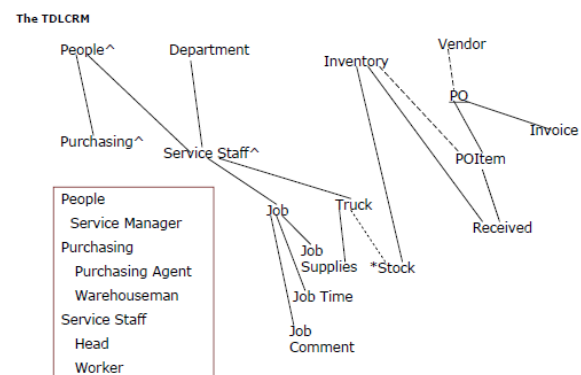 The TDLCRM
People^
Department
Vendor
Inventory
PO
Invoice
Purchasing^
Service Staff^
POItem
Job
Truck
Received
Job
Supplies
*Stock
Job Time
Job
Comment
People
Service Manager
Purchasing
Purchasing Agent
Warehouseman
Service Staff
Head
Worker